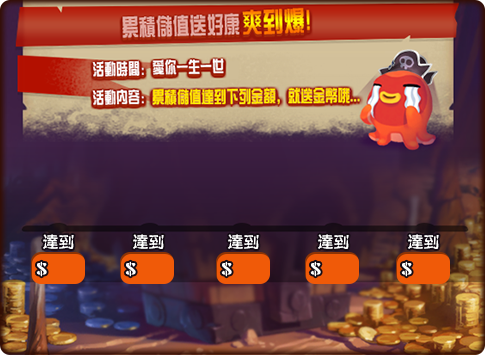 累積儲值送好康爽到爆!
活動時間：愛你一生一世
活動內容：累積儲值達到下列金額，就送金幣哦...
達到 達到 達到 達到 達到
$ $ $ $ $